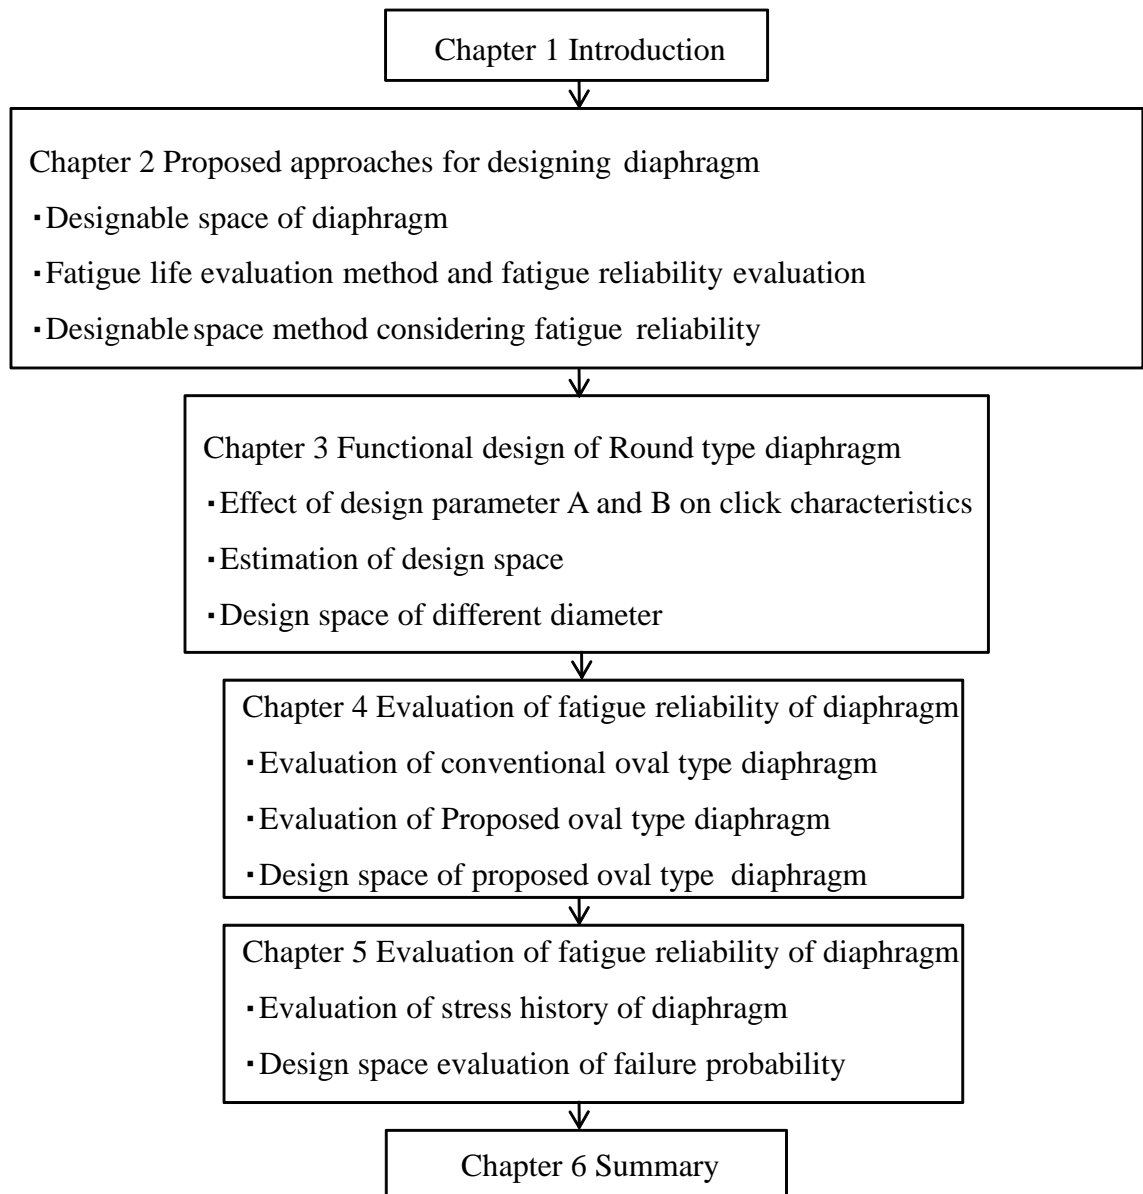 Chapter 1 Introduction
Chapter 2 Proposed approaches for designing diaphragm
▪Designable space of diaphragm
▪Fatigue life evaluation method and fatigue reliability evaluation
▪Designable space method considering fatigue reliability
Chapter 3 Functional design of Round type diaphragm
▪Effect of design parameter A and B on click characteristics
▪Estimation of design space
▪Design space of different diameter
Chapter 4 Evaluation of fatigue reliability of diaphragm
▪Evaluation of conventional oval type diaphragm
▪Evaluation of Proposed oval type diaphragm
▪Design space of proposed oval type diaphragm
Chapter 5 Evaluation of fatigue reliability of diaphragm
▪Evaluation of stress history of diaphragm
▪Design space evaluation of failure probability
Chapter 6 Summary